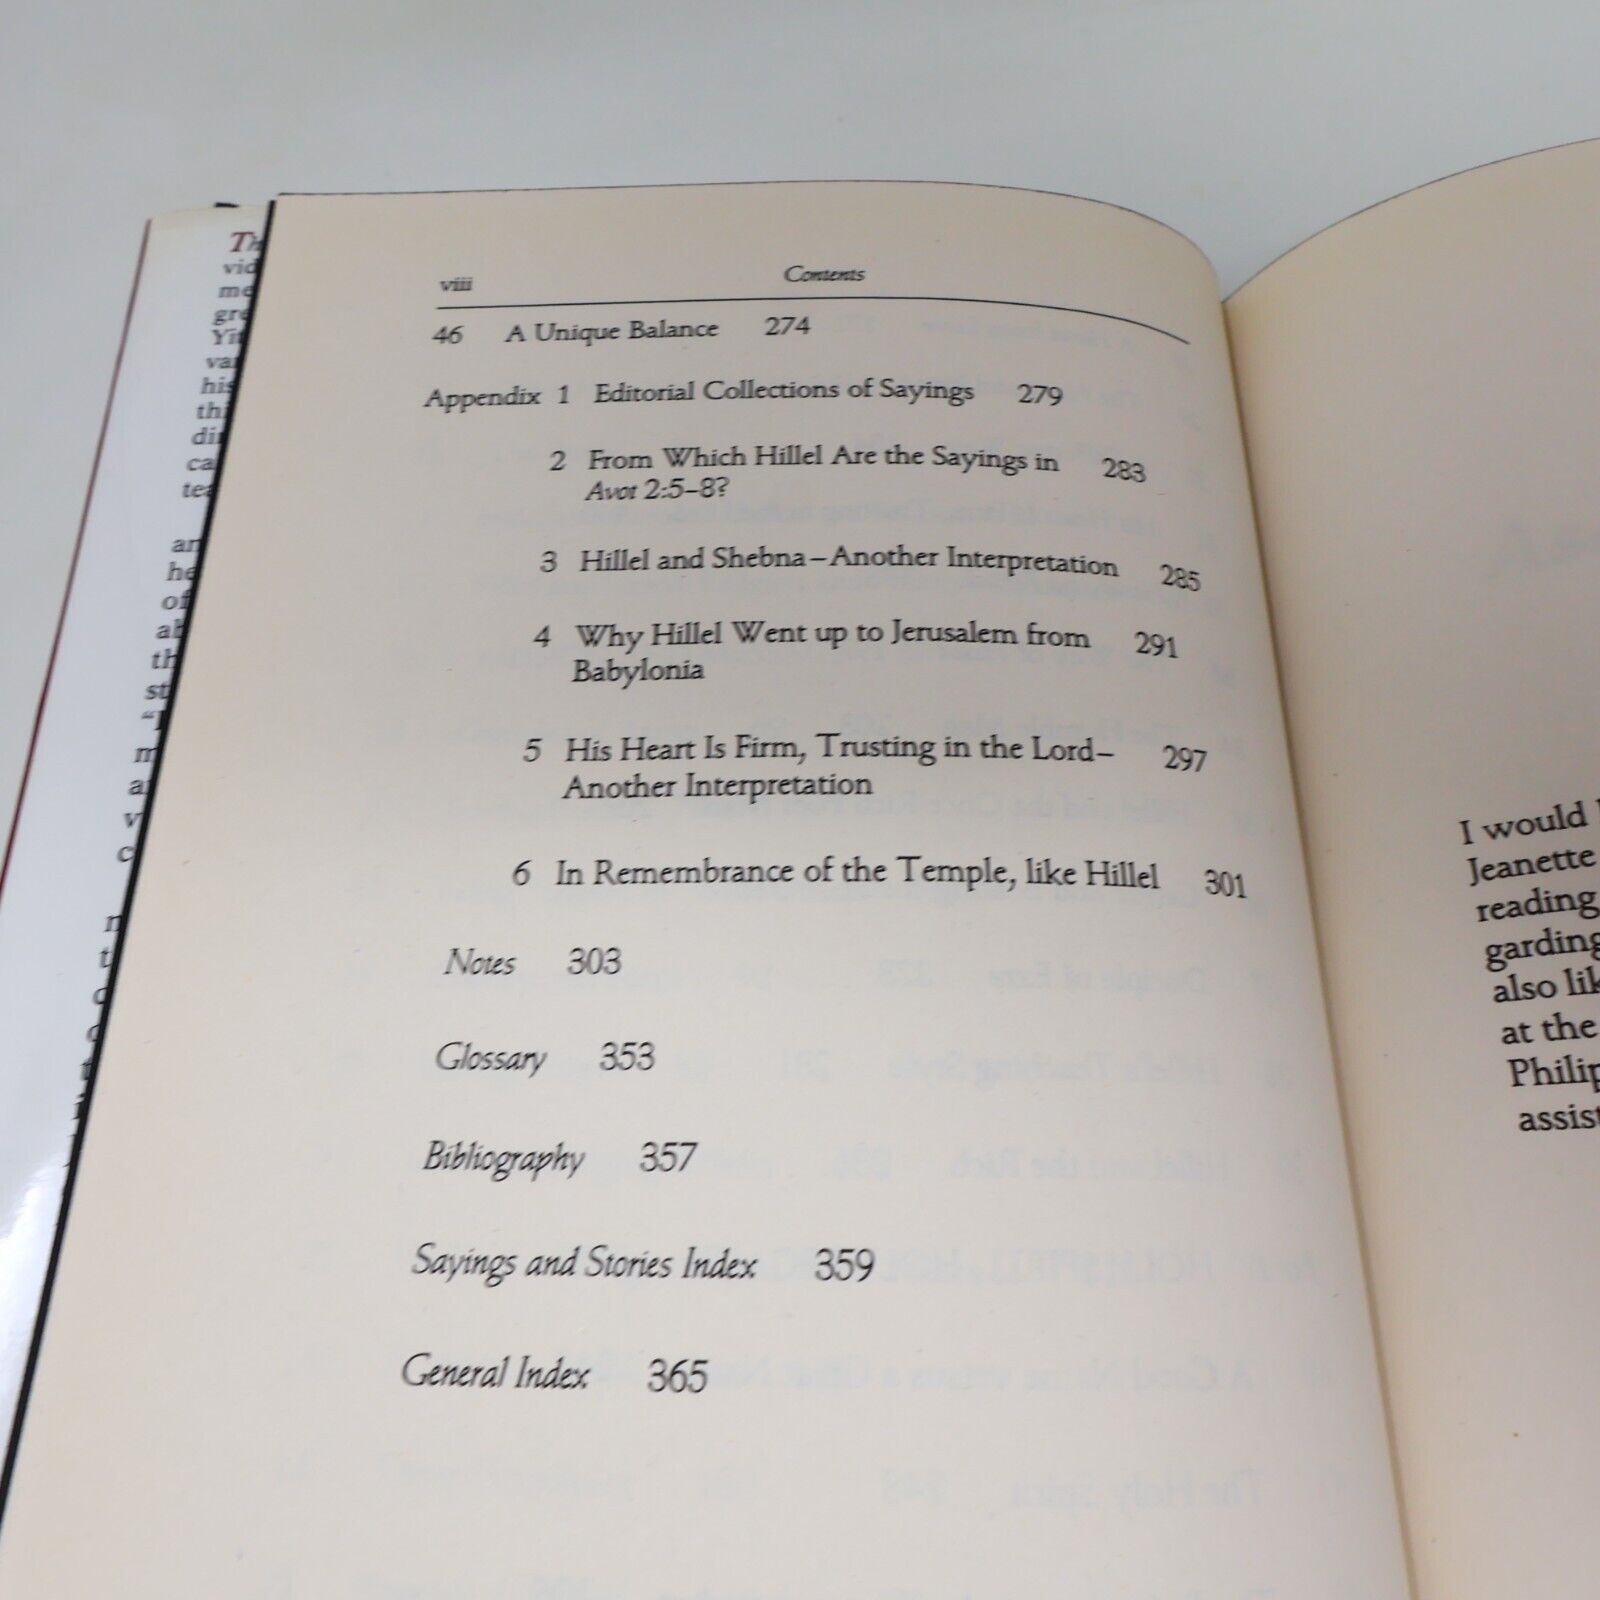 viii Contents
46 A Unique Balance 274
Appendix 1 Editorial Collections of Sayings 279
2 From Which Hillel Are the Sayings in 283
Avot 2:5–8?
3 Hillel and Shebna–Another Interpretation 285
4 Why Hillel Went up to Jerusalem from 291
Babylonia
5 His Heart Is Firm, Trusting in the Lord– 297
Another Interpretation
6 In Remembrance of the Temple, like Hillel 301
Notes 303
Glossary 353
Bibliography 357
Sayings and Stories Index 359
General Index 365
I would
Jeanette
reading
garding
also lik
at the
Philip
assist